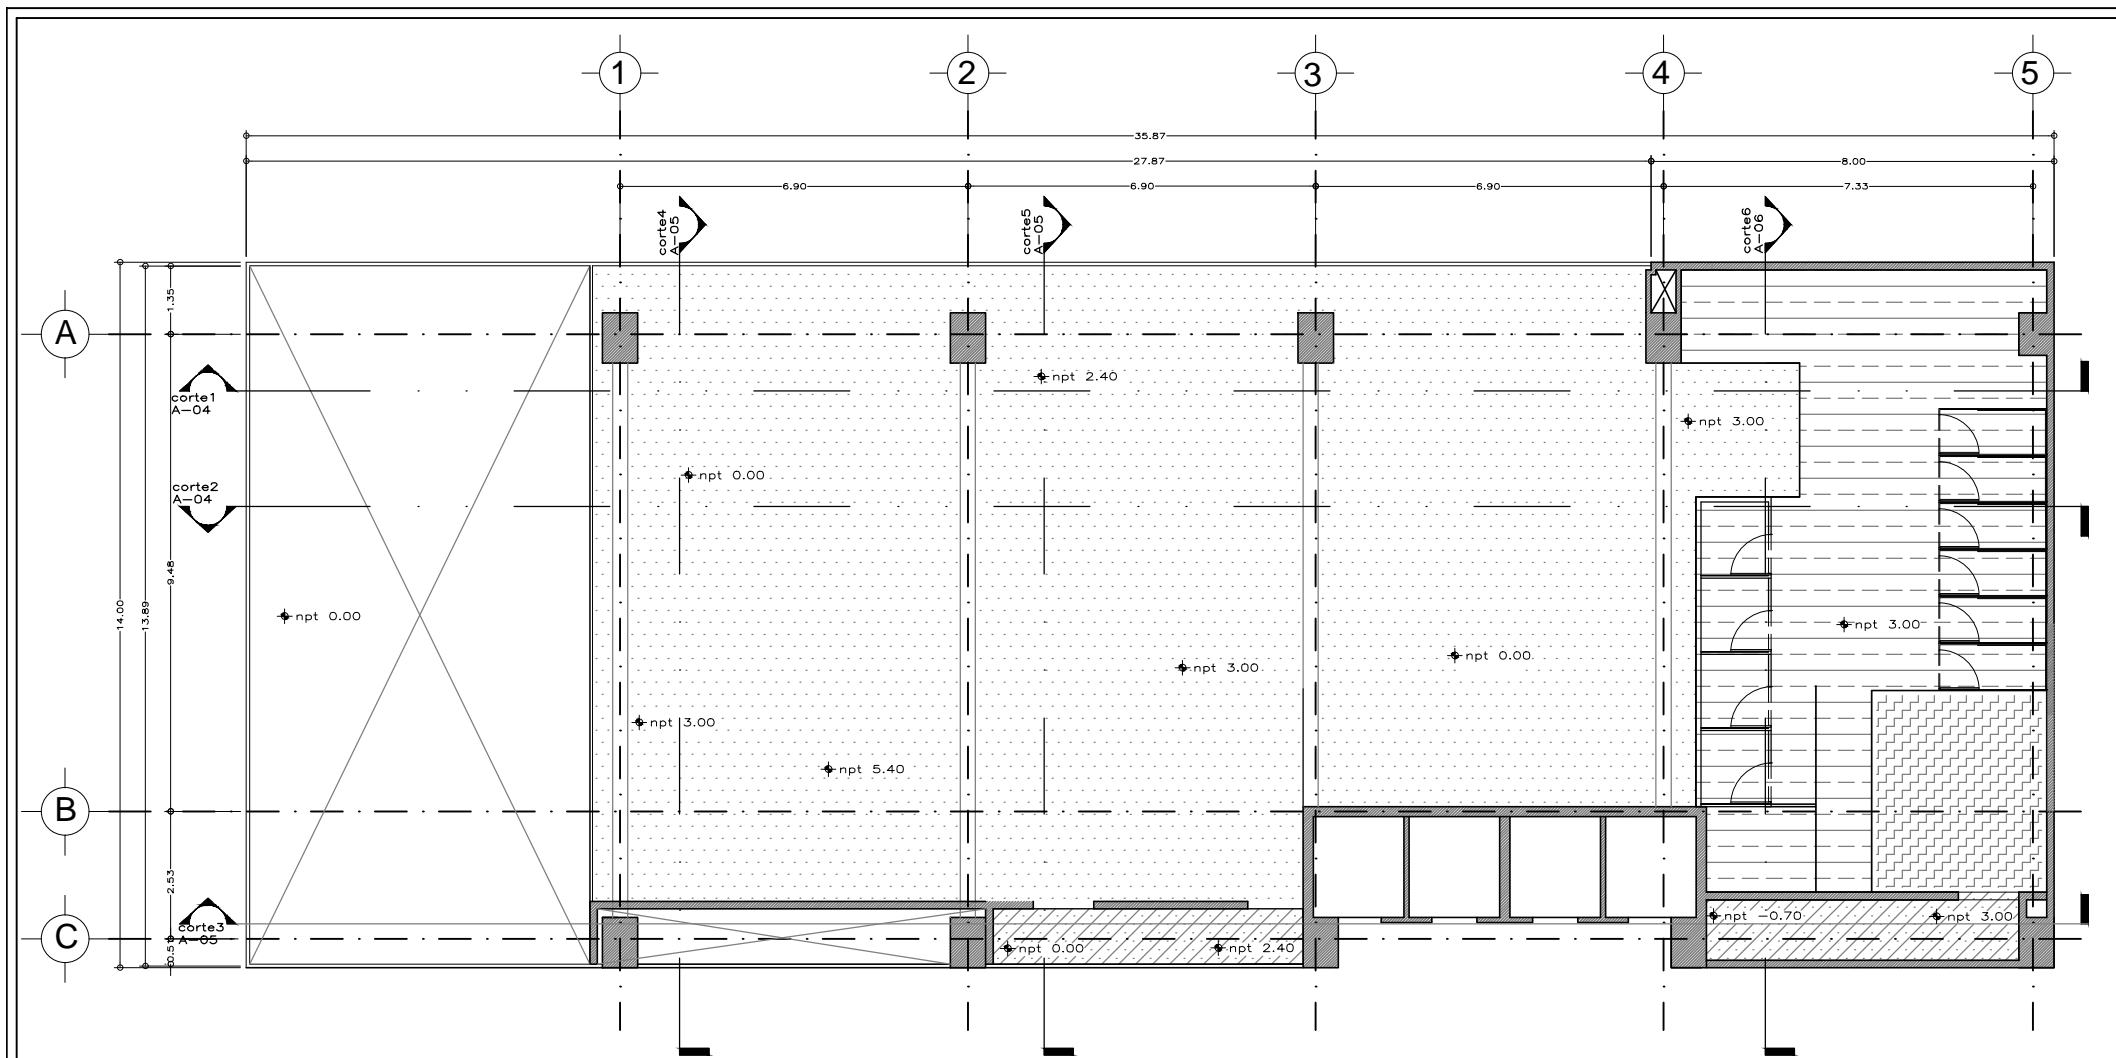 1 2 3 4 5
35.87
27.87 8.00
6.90 6.90 6.90 7.33
corte4
A-05
corte5
A-05
corte6
A-06
1.35
A
npt 2.40
corte1
A-04
npt 3.00
npt 0.00
corte2
A-04
9.48
14.00
13.89
npt 0.00
npt 3.00
npt 0.00
npt 3.00
npt 3.00
npt 5.40
B
2.53
npt -0.70
npt 3.00
corte3
A-05
C
npt 0.00
npt 2.40
0.51